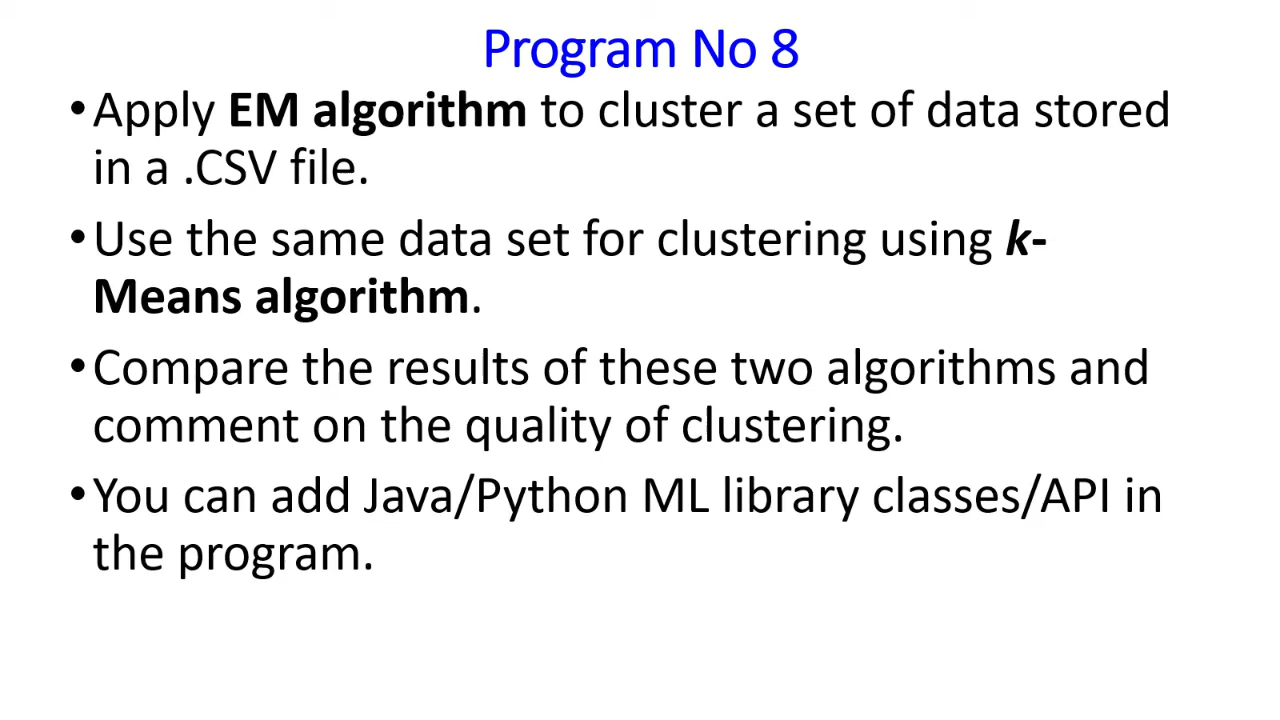 Program No 8
•Apply EM algorithm to cluster a set of data stored
in a .CSV file.
•Use the same data set for clustering using k-
Means algorithm.
•Compare the results of these two algorithms and
comment on the quality of clustering.
•You can add Java/Python ML library classes/API in
the program.